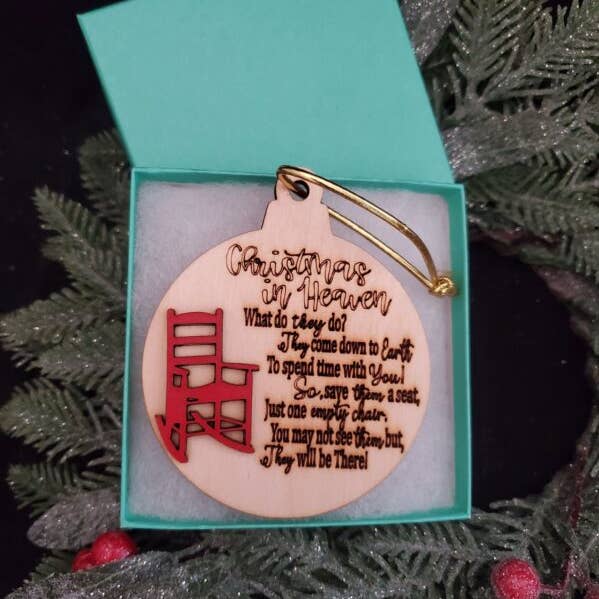 Christmas
in Heaven
What do they do?
They come down to Earth
To spend time with You!
So, save them a seat,
Just one empty chair.
You may not see them but,
They will be There!